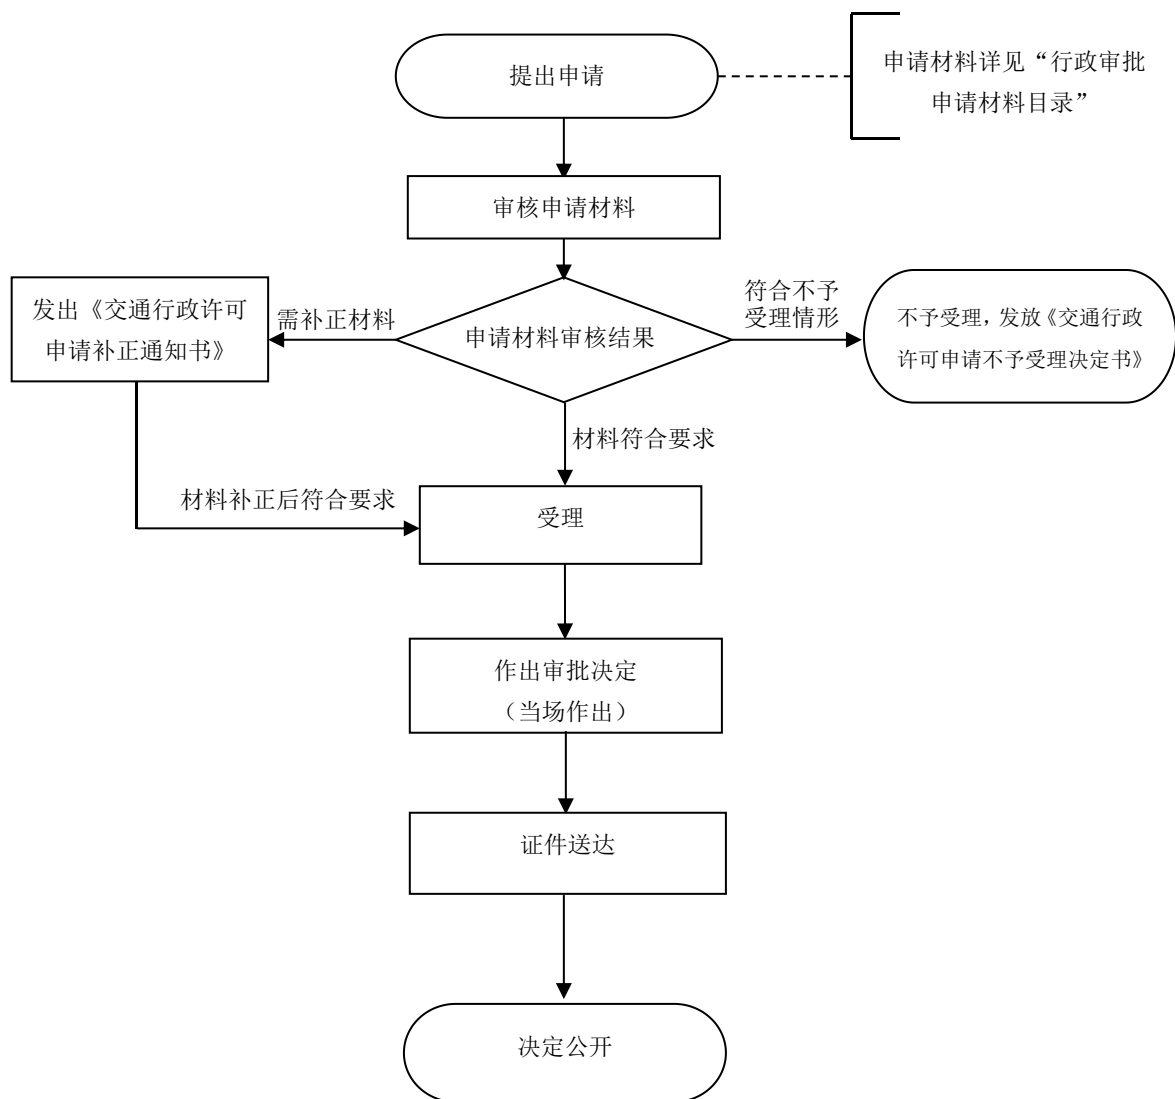 提出申请
申请材料详见“行政审批
申请材料目录”
审核申请材料
发出《交通行政许可
申请补正通知书》
需补正材料
申请材料审核结果
符合不予
受理情形
不予受理，发放《交通行政
许可申请不予受理决定书》
材料符合要求
材料补正后符合要求
受理
作出审批决定
（当场作出）
证件送达
决定公开